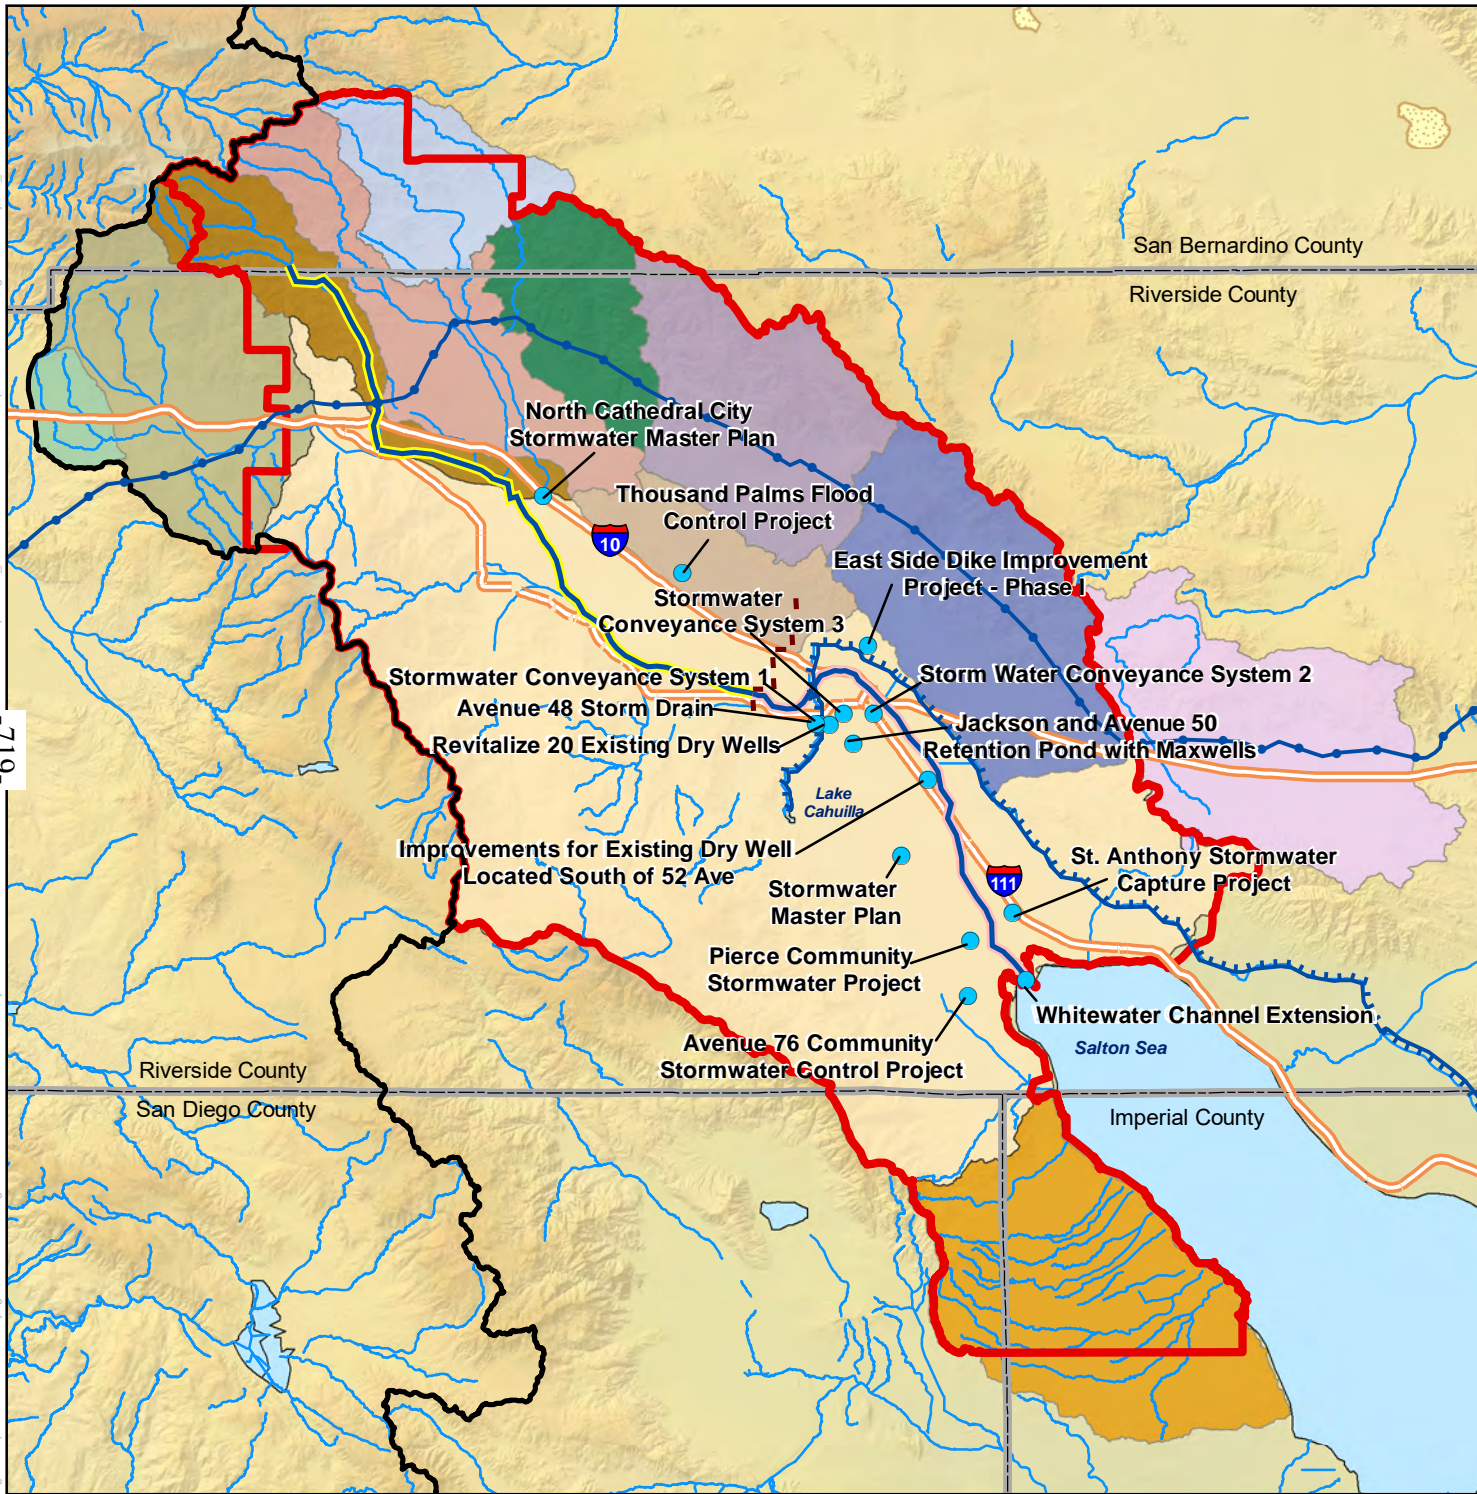 San Bernardino County
Riverside County
North Cathedral City
Stormwater Master Plan
Thousand Palms Flood
Control Project
10
East Side Dike Improvement
Project - Phase I
Stormwater
Conveyance System 3
Stormwater Conveyance System 1
Storm Water Conveyance System 2
Avenue 48 Storm Drain
Jackson and Avenue 50
Retention Pond with Maxwells
Revitalize 20 Existing Dry Wells
-719-
Lake
Cahuilla
Improvements for Existing Dry Well
Located South of 52 Ave
St. Anthony Stormwater
Capture Project
111
Stormwater
Master Plan
Pierce Community
Stormwater Project
Whitewater Channel Extension
Avenue 76 Community
Stormwater Control Project
Salton Sea
Riverside County
San Diego County
Imperial County